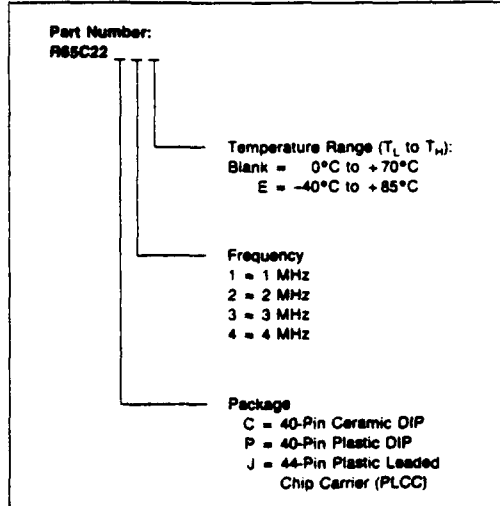 Part Number:
R65C22 _ _ _
Temperature Range (TL to TH):
Blank = 0°C to +70°C
E = –40°C to +85°C
Frequency
1 = 1 MHz
2 = 2 MHz
3 = 3 MHz
4 = 4 MHz
Package
C = 40-Pin Ceramic DIP
P = 40-Pin Plastic DIP
J = 44-Pin Plastic Leaded
Chip Carrier (PLCC)